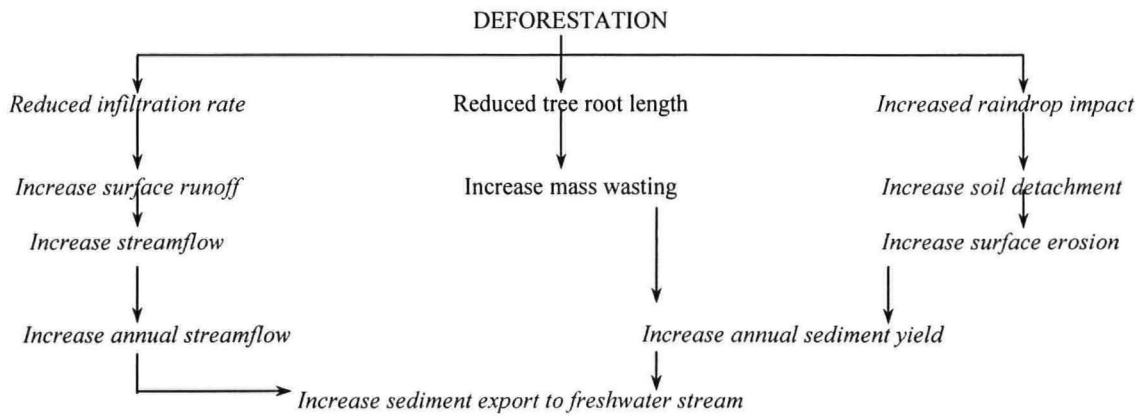 DEFORESTATION
Reduced infiltration rate
Reduced tree root length
Increased raindrop impact
Increase surface runoff
Increase mass wasting
Increase soil detachment
Increase streamflow
Increase surface erosion
Increase annual streamflow
Increase annual sediment yield
Increase sediment export to freshwater stream